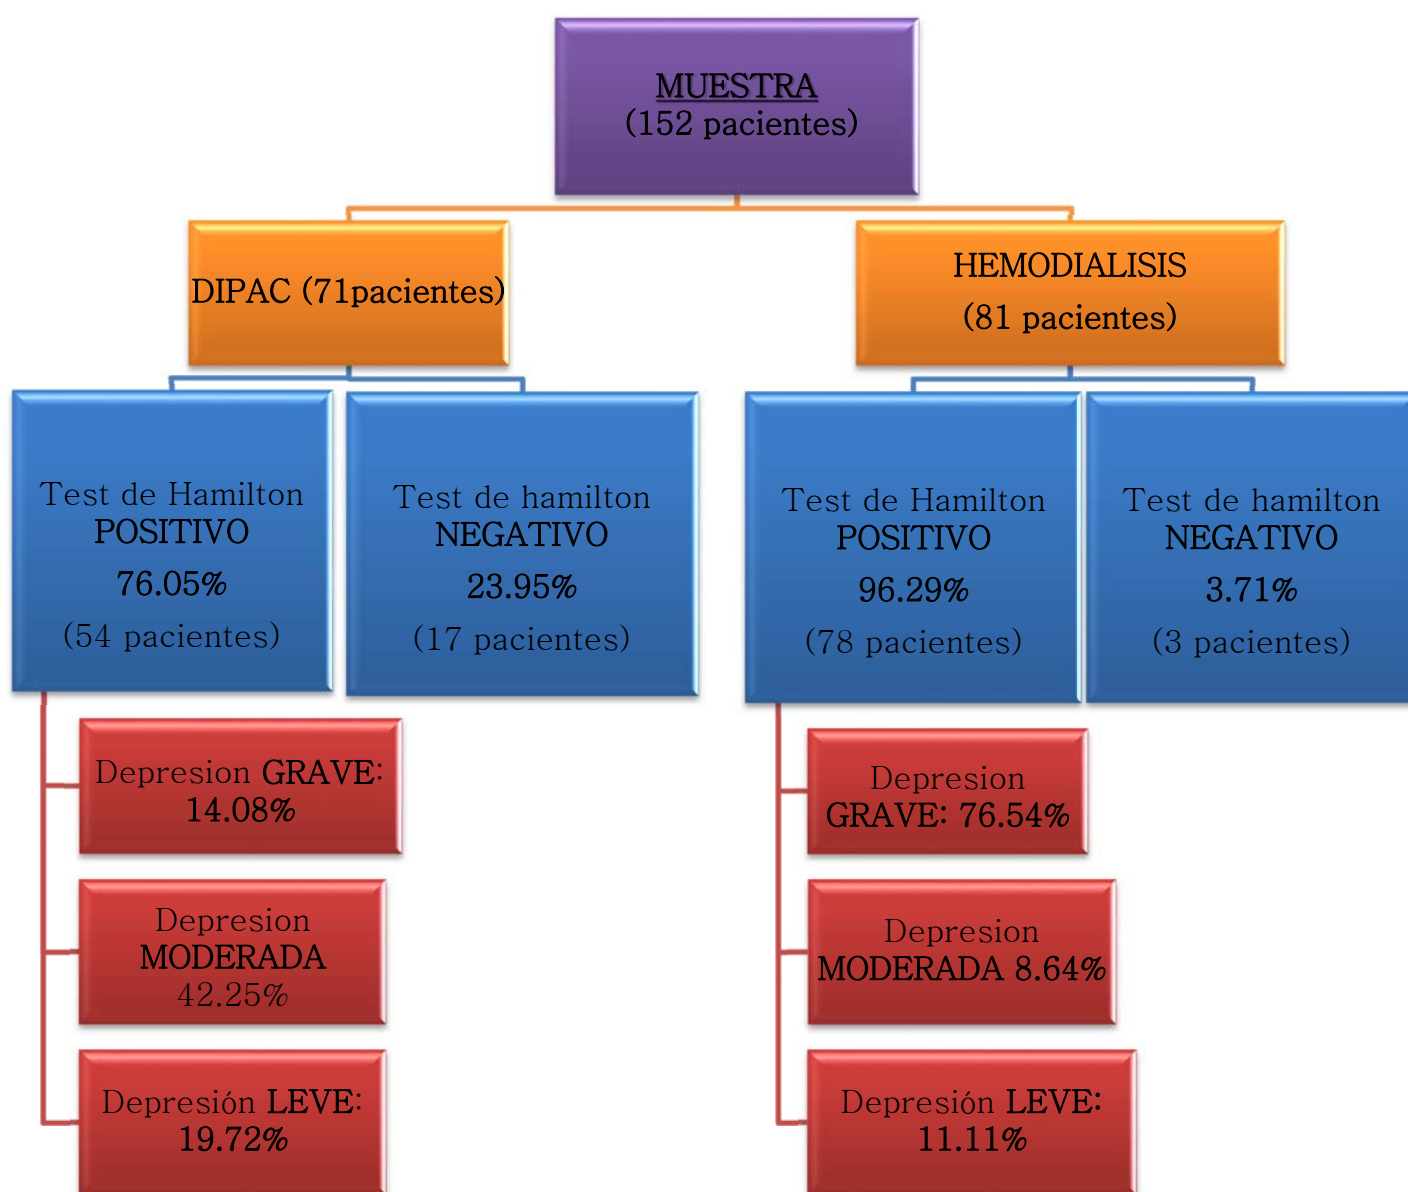 MUESTRA
(152 pacientes)
DIPAC (71pacientes)
HEMODIALISIS
(81 pacientes)
Test de Hamilton
POSITIVO
76.05%
(54 pacientes)
Test de hamilton
NEGATIVO
23.95%
(17 pacientes)
Test de Hamilton
POSITIVO
96.29%
(78 pacientes)
Test de hamilton
NEGATIVO
3.71%
(3 pacientes)
Depresion GRAVE:
14.08%
Depresion
MODERADA
42.25%
Depresión LEVE:
19.72%
Depresion
GRAVE: 76.54%
Depresion
MODERADA 8.64%
Depresión LEVE:
11.11%